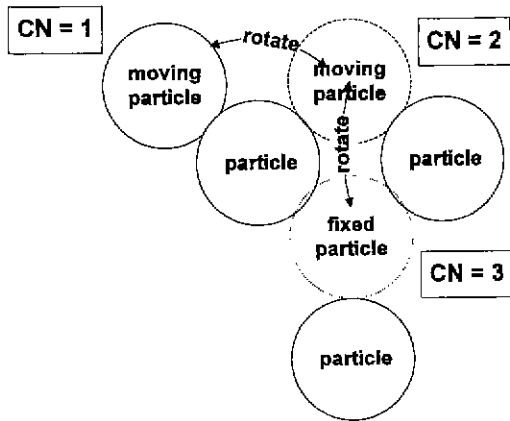 CN = 1
rotate
CN = 2
moving
particle
moving
particle
rotate
particle
particle
fixed
particle
CN = 3
particle